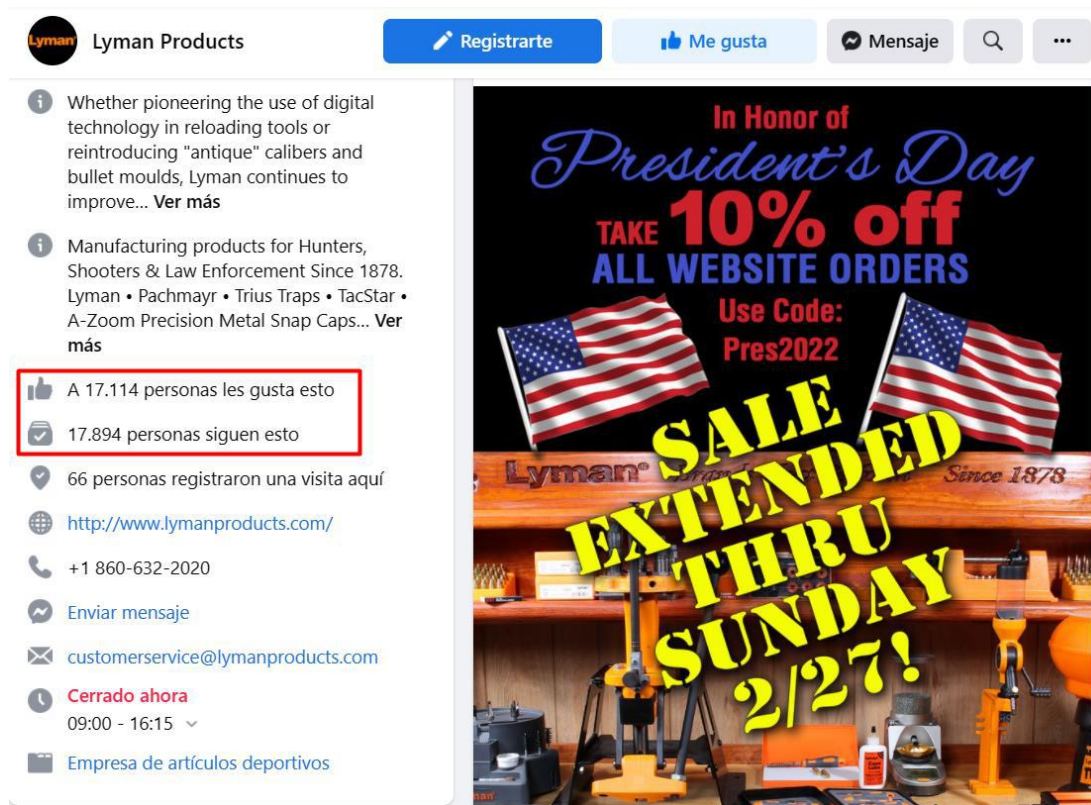 Lyman
Lyman Products
Registrarte
Me gusta
Mensaje
Whether pioneering the use of digital
technology in reloading tools or
reintroducing "antique" calibers and
bullet moulds, Lyman continues to
improve... Ver más
Manufacturing products for Hunters,
Shooters & Law Enforcement Since 1878.
Lyman • Pachmayr • Trius Traps • TacStar •
A-Zoom Precision Metal Snap Caps... Ver
más
A 17.114 personas les gusta esto
17.894 personas siguen esto
66 personas registraron una visita aquí
http://www.lymanproducts.com/
+1 860-632-2020
Enviar mensaje
customerservice@lymanproducts.com
Cerrado ahora
09:00 - 16:15
Empresa de artículos deportivos
In Honor of
President's Day
TAKE 10% off
ALL WEBSITE ORDERS
Use Code:
Pres2022
SALE
EXTENDED
THRU
SUNDAY
2/27!
Lyman® Since 1878